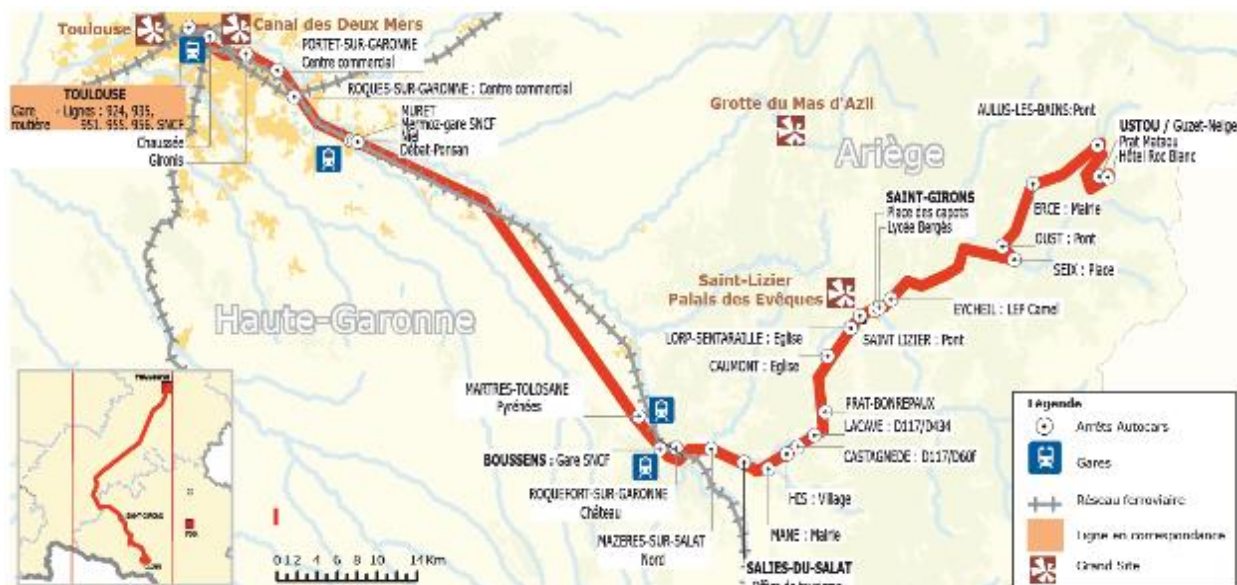 Toulouse
Canal des Deux Mers
PORTET-SUR-GARONNE
Centre commercial
ROQUES-SUR-GARONNE : Centre commercial
TOULOUSE
Gare - Lignes : 924, 935,
routière 951, 955, 956, SNCF
Chaussée
Gironis
MURET
Mermoz-gare SNCF
Niel
Débat-Ponsan
Grotte du Mas d'Azil
Ariège
AULUS-LES-BAINS: Pont
USTOU / Guzet-Neige
Prat Mataou
Hôtel Roc Blanc
SAINT-GIRONS
Place des capots
Lycée Bergès
ERCE : Mairie
OUST : Pont
SEIX : Place
Saint-Lizier
Palais des Evêques
Haute-Garonne
EYCHEIL : LEP Camel
LORP-SENTARAILLE : Eglise
SAINT LIZIER : Pont
CAUMONT : Eglise
MARTRES-TOLOSANE
Pyrénées
PRAT-BONREPAUX
LACAVE : D117/D434
BOUSSENS : Gare SNCF
CASTAGNEDE : D117/D60F
ROQUEFORT-SUR-GARONNE
Château
HIS : Village
MAZERES-SUR-SALAT
Nord
MANE : Mairie
SALIES-DU-SALAT
Office de tourisme
0 1 2 4 6 8 10 14 Km
Légende
Arrêts Autocars
Gares
Réseau ferroviaire
Ligne en correspondance
Grand Site